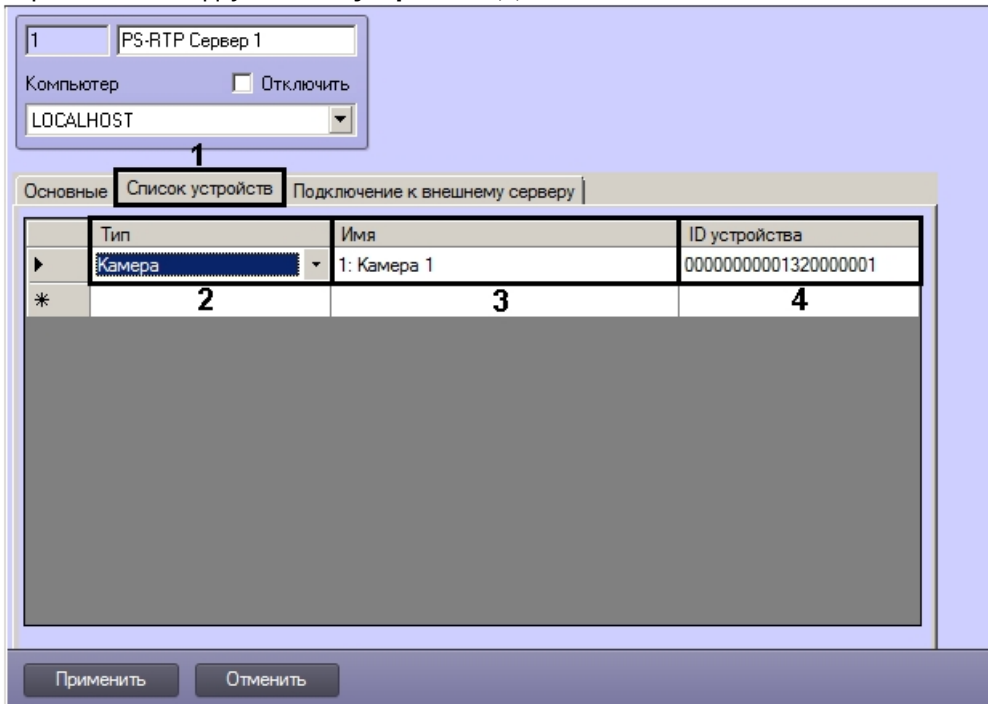 1 PS-RTP Сервер 1
Компьютер Отключить
LOCALHOST
1
Основные Список устройств Подключение к внешнему серверу
Тип Имя ID устройства
Камера 1: Камера 1 00000000001320000001
* 2 3 4
Применить Отменить